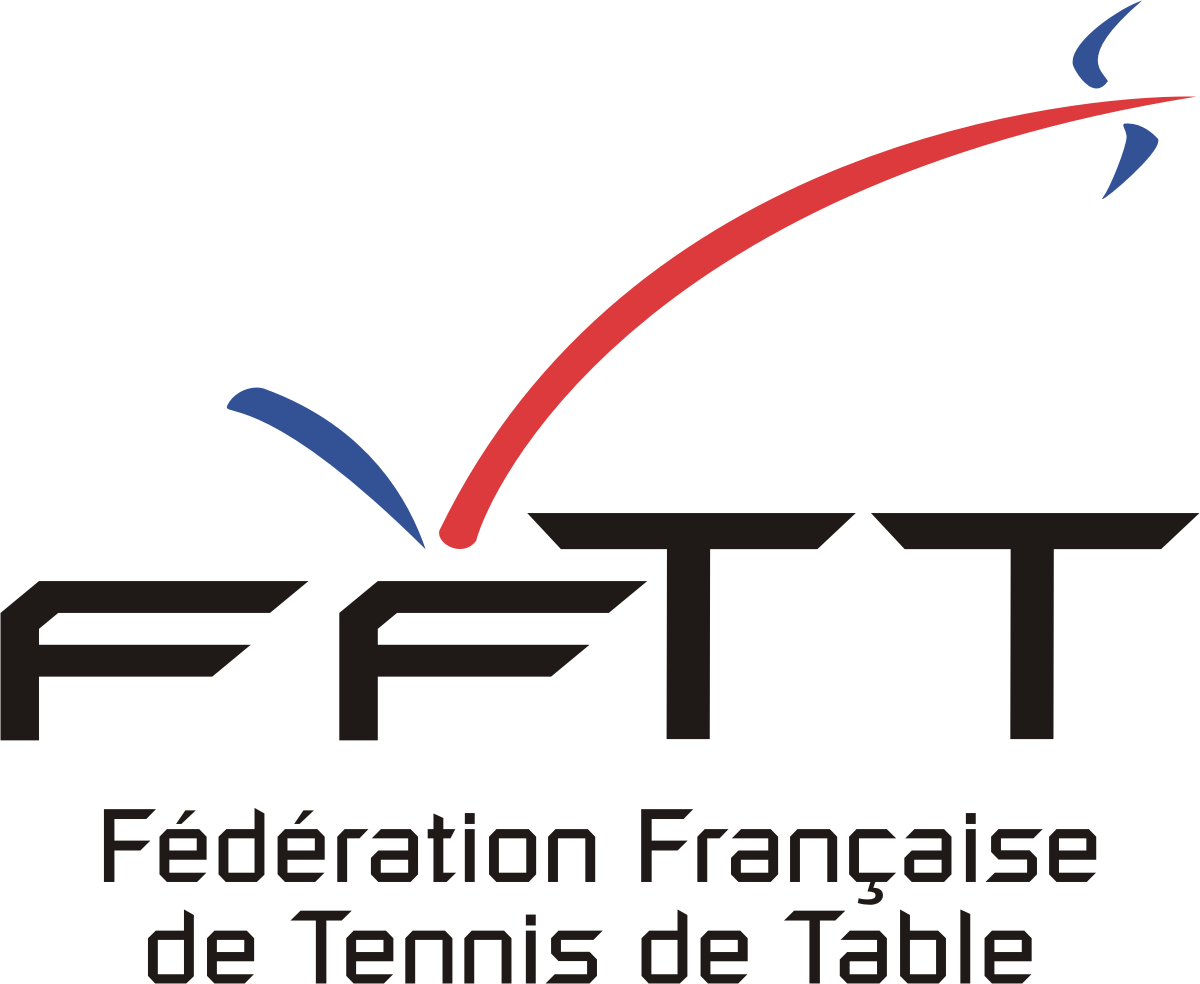 FFTT
Fédération Française
de Tennis de Table